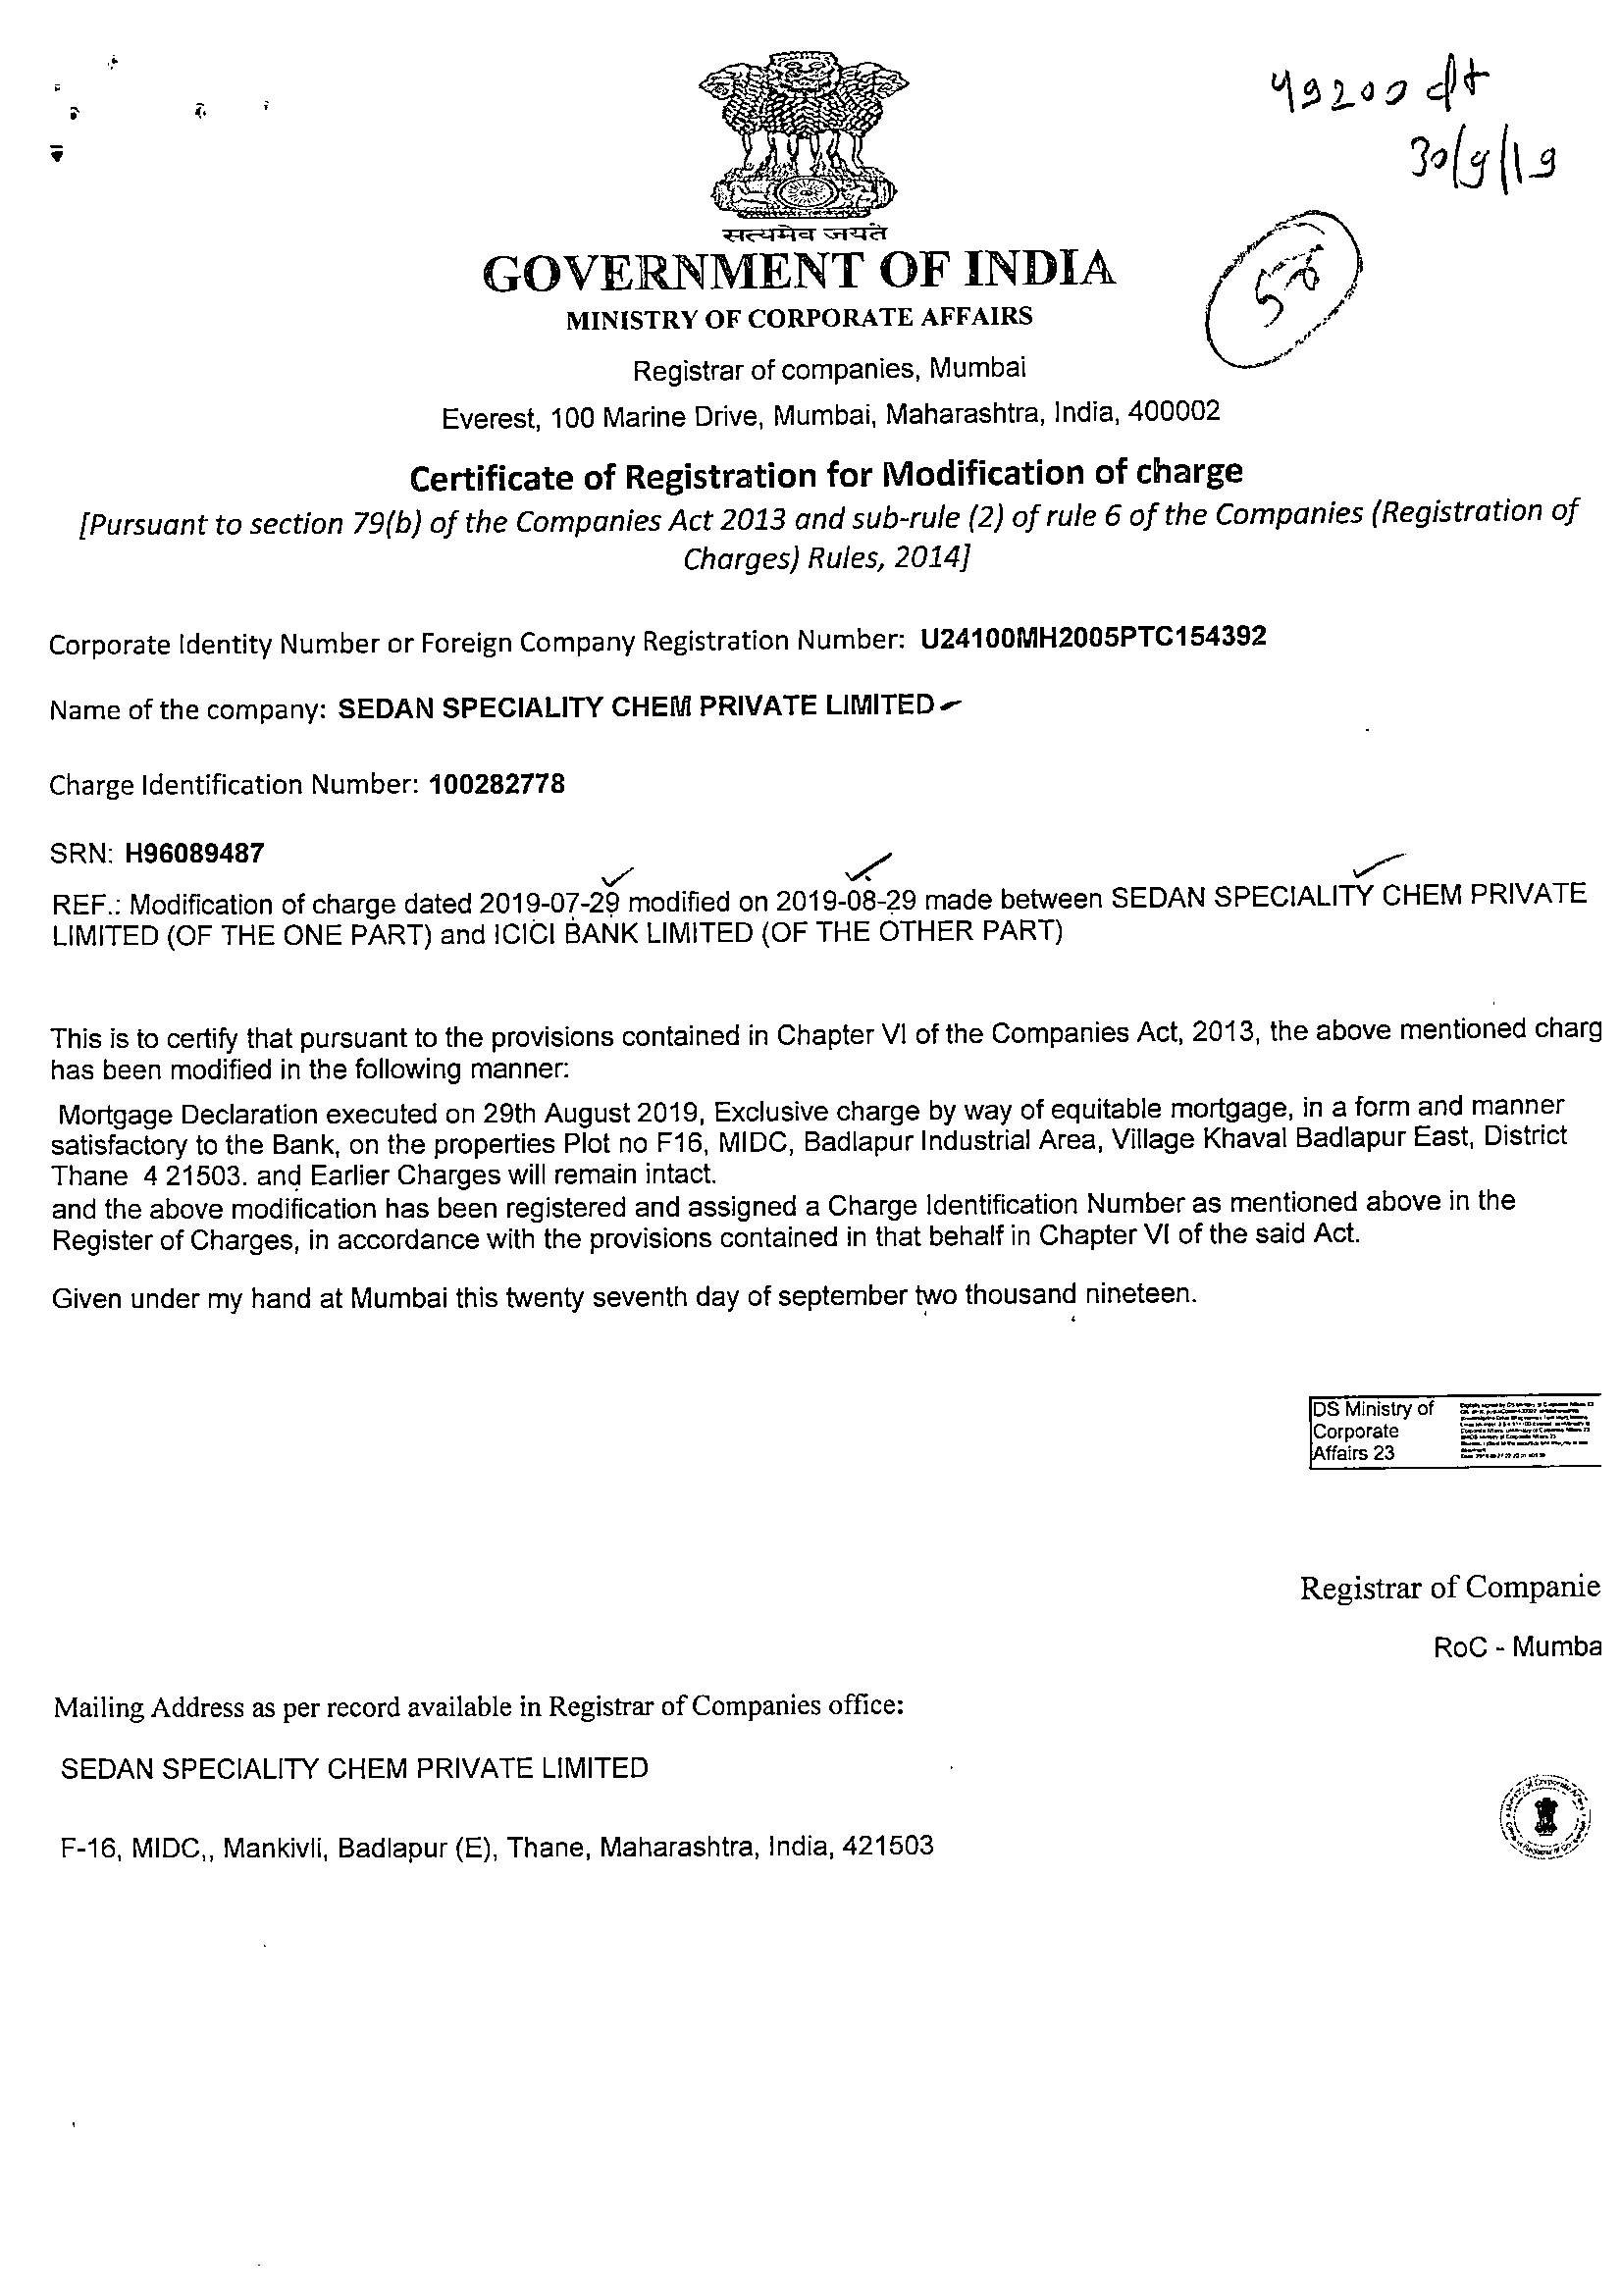 49200 dt
30/9/19
सत्यमेव जयते
GOVERNMENT OF INDIA
MINISTRY OF CORPORATE AFFAIRS
Registrar of companies, Mumbai
Everest, 100 Marine Drive, Mumbai, Maharashtra, India, 400002
Certificate of Registration for Modification of charge
[Pursuant to section 79(b) of the Companies Act 2013 and sub-rule (2) of rule 6 of the Companies (Registration of
Charges) Rules, 2014]
Corporate Identity Number or Foreign Company Registration Number: U24100MH2005PTC154392
Name of the company: SEDAN SPECIALITY CHEM PRIVATE LIMITED
Charge Identification Number: 100282778
SRN: H96089487
REF.: Modification of charge dated 2019-07-29 modified on 2019-08-29 made between SEDAN SPECIALITY CHEM PRIVATE
LIMITED (OF THE ONE PART) and ICICI BANK LIMITED (OF THE OTHER PART)
This is to certify that pursuant to the provisions contained in Chapter VI of the Companies Act, 2013, the above mentioned charg
has been modified in the following manner:
Mortgage Declaration executed on 29th August 2019, Exclusive charge by way of equitable mortgage, in a form and manner
satisfactory to the Bank, on the properties Plot no F16, MIDC, Badlapur Industrial Area, Village Khaval Badlapur East, District
Thane 4 21503. and Earlier Charges will remain intact.
and the above modification has been registered and assigned a Charge Identification Number as mentioned above in the
Register of Charges, in accordance with the provisions contained in that behalf in Chapter VI of the said Act.
Given under my hand at Mumbai this twenty seventh day of september two thousand nineteen.
DS Ministry of
Corporate
Affairs 23
Registrar of Companie
RoC - Mumba
Mailing Address as per record available in Registrar of Companies office:
SEDAN SPECIALITY CHEM PRIVATE LIMITED
F-16, MIDC,, Mankivli, Badlapur (E), Thane, Maharashtra, India, 421503